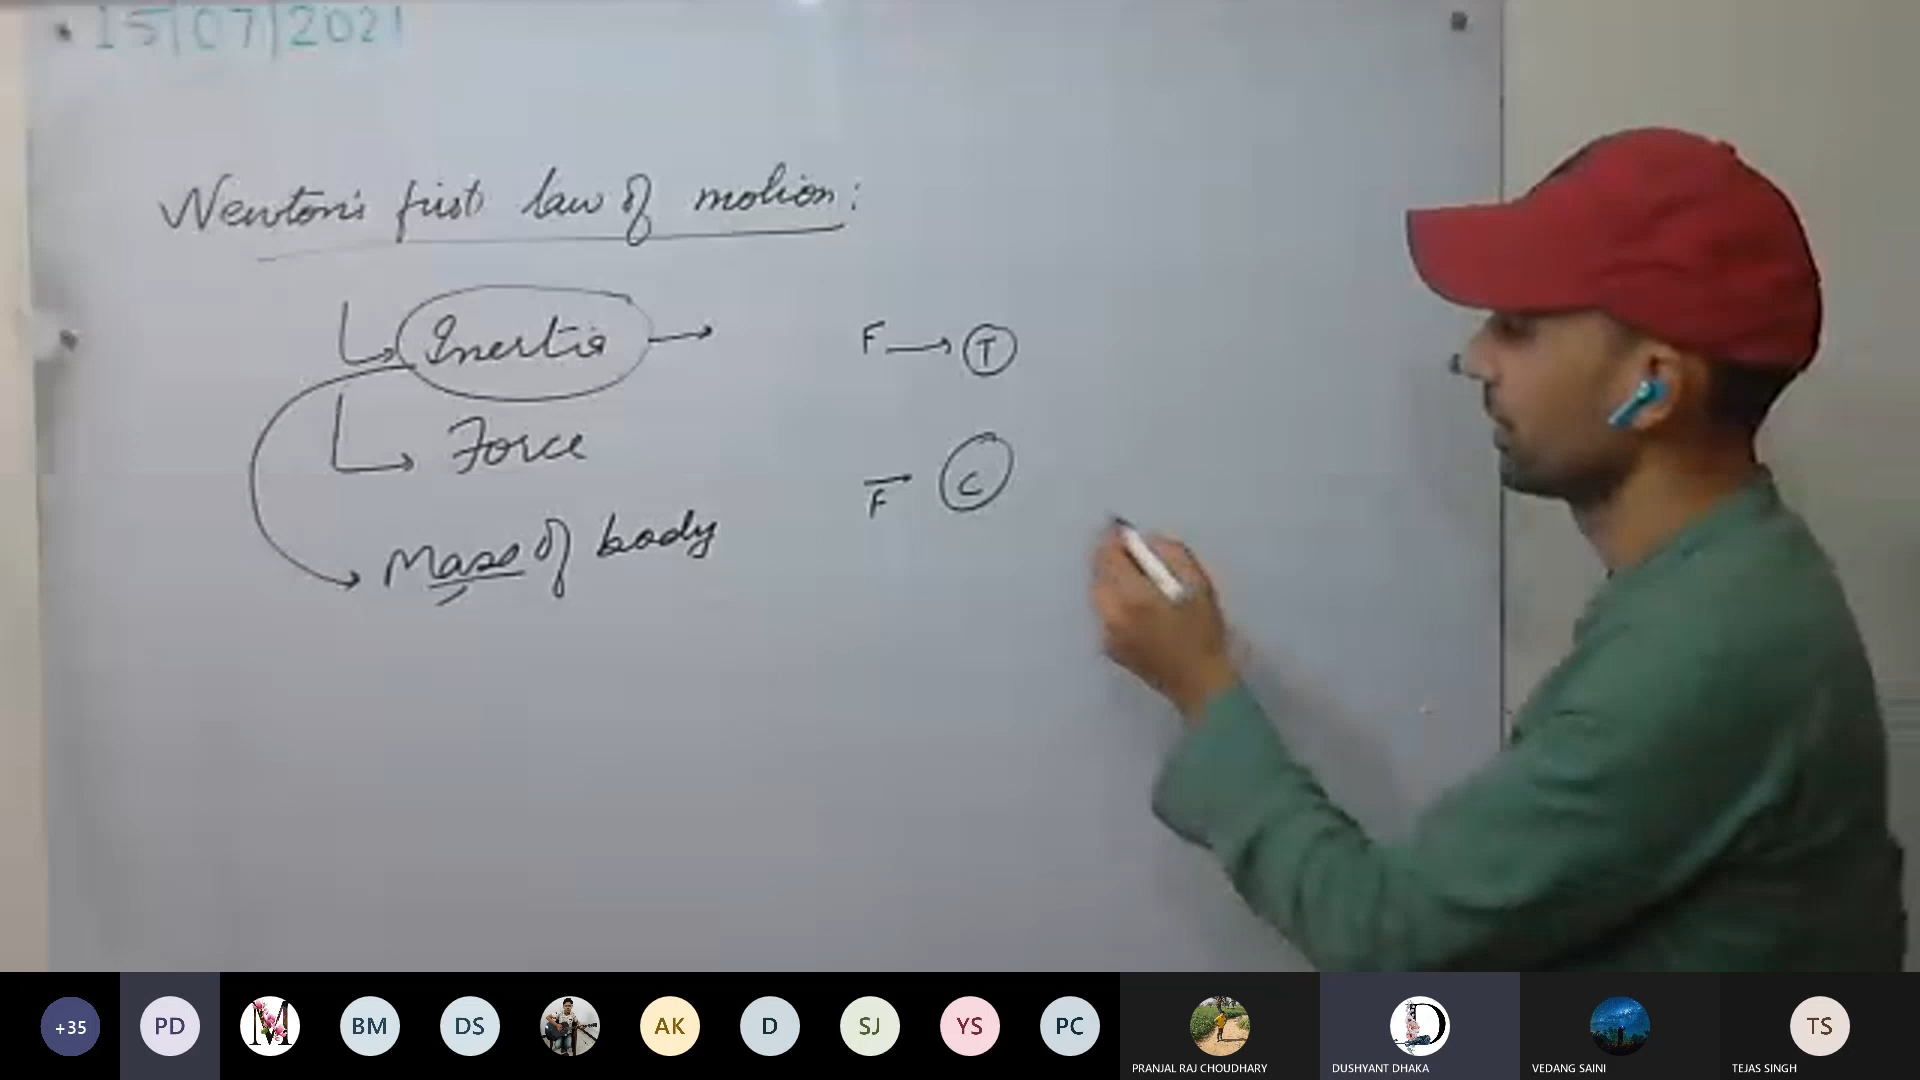 15/07/2021
Newton's first law of motion:
Inertia
F → T
Force
F C
Mass of body
+35
PD
M
BM
DS
AK
D
SJ
YS
PC
D
TS
PRANJAL RAJ CHOUDHARY
DUSHYANT DHAKA
VEDANG SAINI
TEJAS SINGH